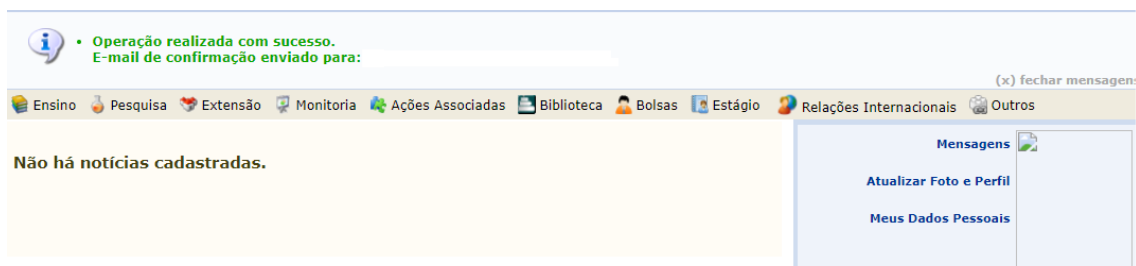 • Operação realizada com sucesso.
E-mail de confirmação enviado para:
(x) fechar mensagens
Ensino Pesquisa Extensão Monitoria Ações Associadas Biblioteca Bolsas Estágio Relações Internacionais Outros
Não há notícias cadastradas.
Mensagens
Atualizar Foto e Perfil
Meus Dados Pessoais